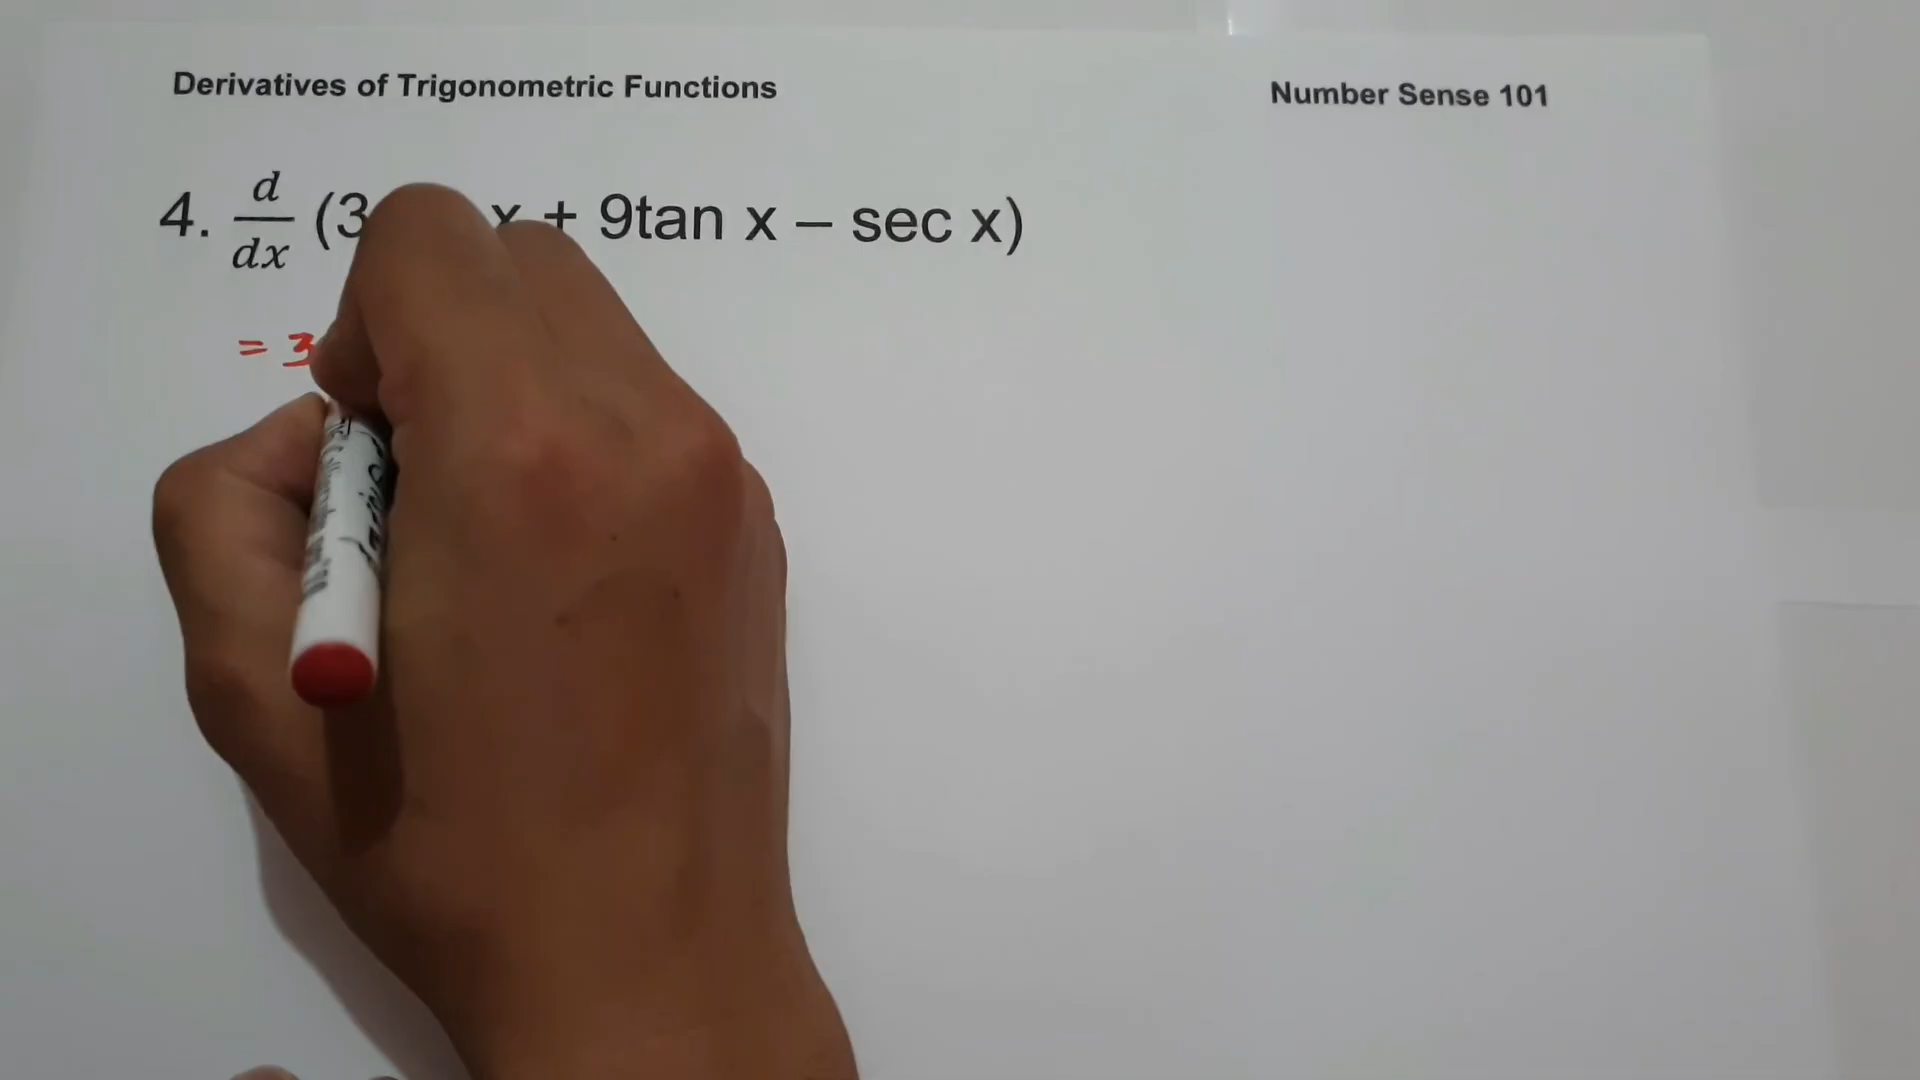 Derivatives of Trigonometric Functions
Number Sense 101
4. d/dx (3 x + 9tan x – sec x)
= 3